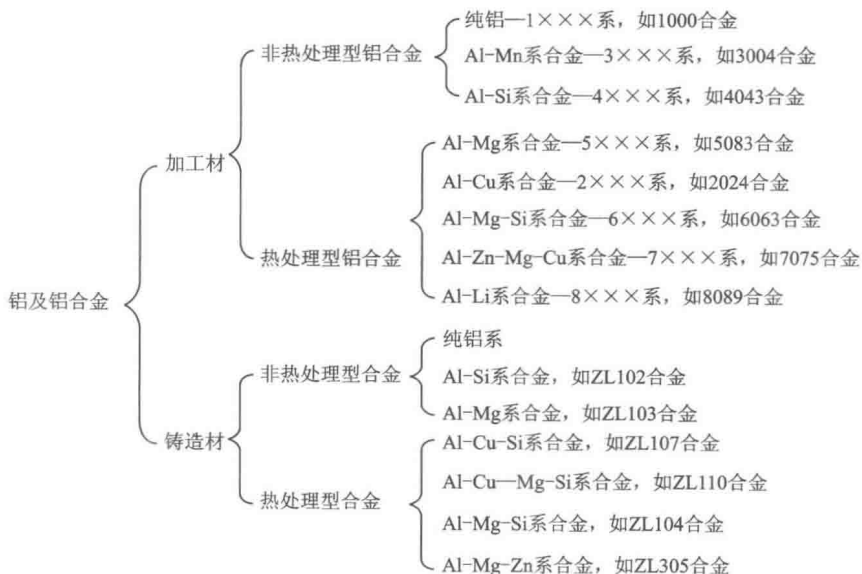 纯铝—1×××系，如1000合金
非热处理型铝合金
Al-Mn系合金—3×××系，如3004合金
Al-Si系合金—4×××系，如4043合金
加工材
Al-Mg系合金—5×××系，如5083合金
Al-Cu系合金—2×××系，如2024合金
Al-Mg-Si系合金—6×××系，如6063合金
热处理型铝合金
Al-Zn-Mg-Cu系合金—7×××系，如7075合金
Al-Li系合金—8×××系，如8089合金
铝及铝合金
纯铝系
非热处理型合金
Al-Si系合金，如ZL102合金
Al-Mg系合金，如ZL103合金
铸造材
Al-Cu-Si系合金，如ZL107合金
Al-Cu—Mg-Si系合金，如ZL110合金
热处理型合金
Al-Mg-Si系合金，如ZL104合金
Al-Mg-Zn系合金，如ZL305合金